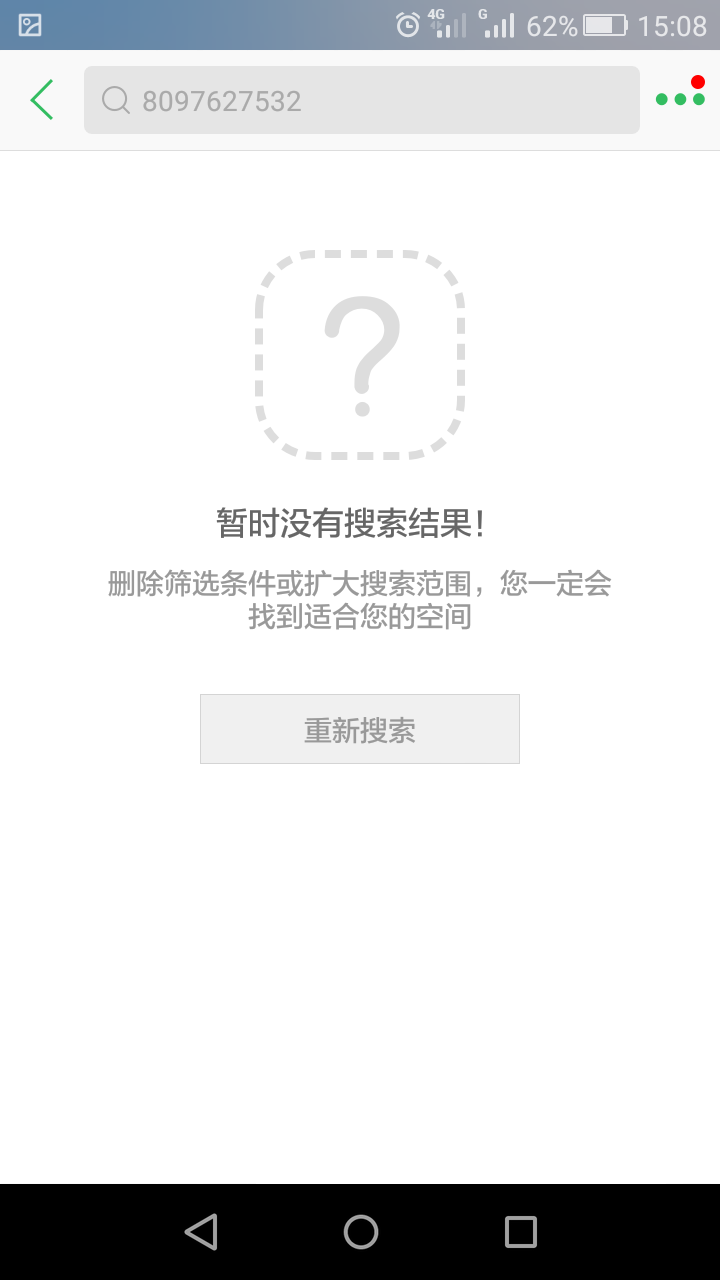 4G G 62% 15:08
8097627532
暂时没有搜索结果！
删除筛选条件或扩大搜索范围，您一定会
找到适合您的空间
重新搜索